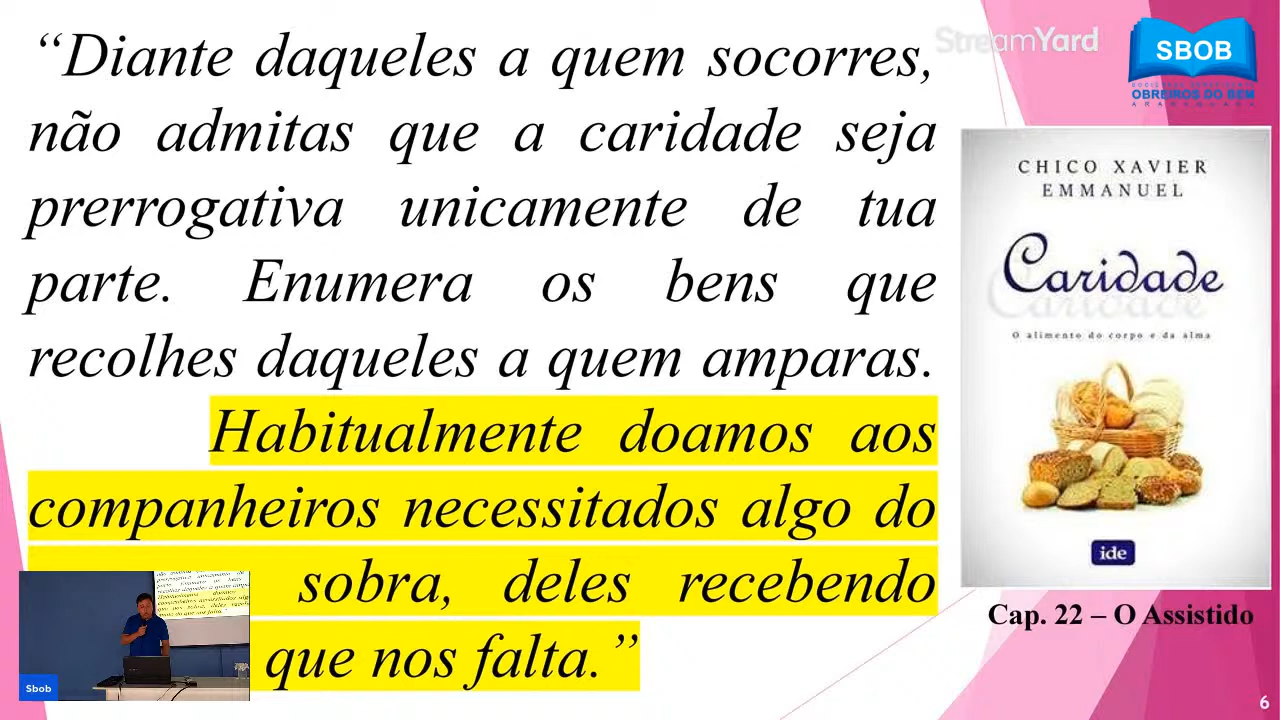 “Diante daqueles a quem socorres,
não admitas que a caridade seja
prerrogativa unicamente de tua
parte. Enumera os bens que
recolhes daqueles a quem amparas.
Habitualmente doamos aos
companheiros necessitados algo do
sobra, deles recebendo
que nos falta.”
StreamYard
SBOB
OBREIROS DO BEM
ARARAQUARA
CHICO XAVIER
EMMANUEL
Caridade
O alimento do corpo e da alma
ide
Cap. 22 – O Assistido
Sbob
6